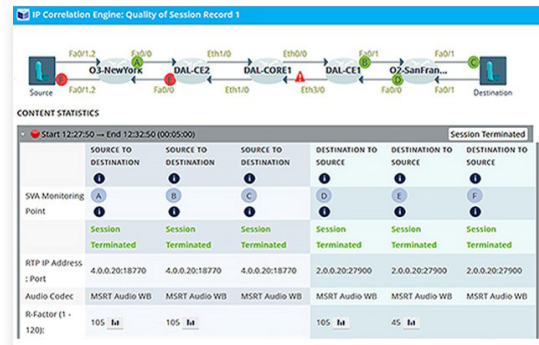 IP Correlation Engine: Quality of Session Record 1
Fa0/1.2 Fa0/0 Eth1/0 Eth0/0 Fa0/1 Fa0/1
A B C
O3-NewYork DAL-CE2 DAL-CORE1 DAL-CE1 O2-SanFran...
F E D
Source Fa0/1.2 Fa0/0 Eth1/0 Eth3/0 Fa0/0 Fa0/1 Destination
CONTENT STATISTICS
Start 12:27:50 → End 12:32:50 (00:05:00) Session Terminated
SOURCE TO SOURCE TO SOURCE TO DESTINATION TO DESTINATION TO DESTINATION TO
DESTINATION DESTINATION DESTINATION SOURCE SOURCE SOURCE
SVA Monitoring A B C D E F
Point
Session Session Session Session Session Session
Terminated Terminated Terminated Terminated Terminated Terminated
RTP IP Address 4.0.0.20:18770 4.0.0.20:18770 4.0.0.20:18770 2.0.0.20:27900 2.0.0.20:27900 2.0.0.20:27900
: Port
Audio Codec MSRT Audio WB MSRT Audio WB MSRT Audio WB MSRT Audio WB MSRT Audio WB MSRT Audio WB
R-Factor (1 - 105 105 105 45
120):